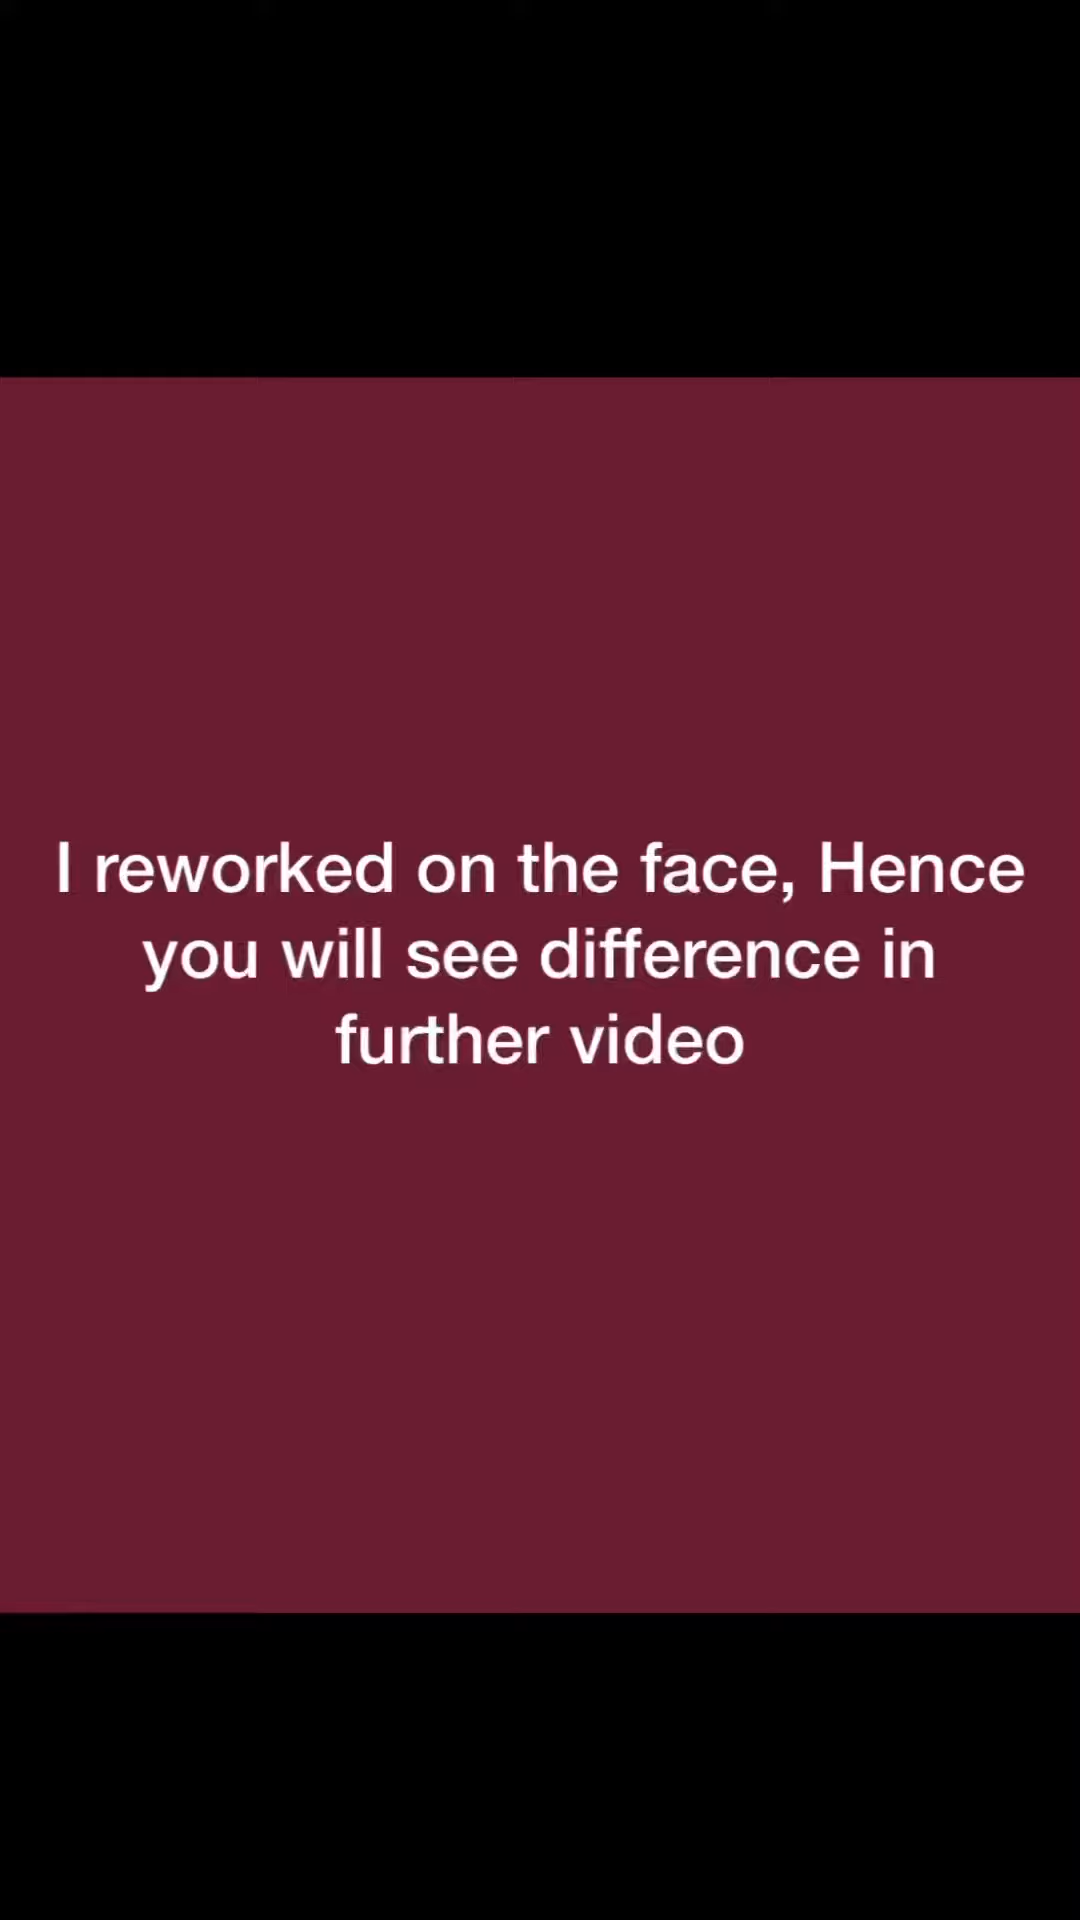 I reworked on the face, Hence
you will see difference in
further video